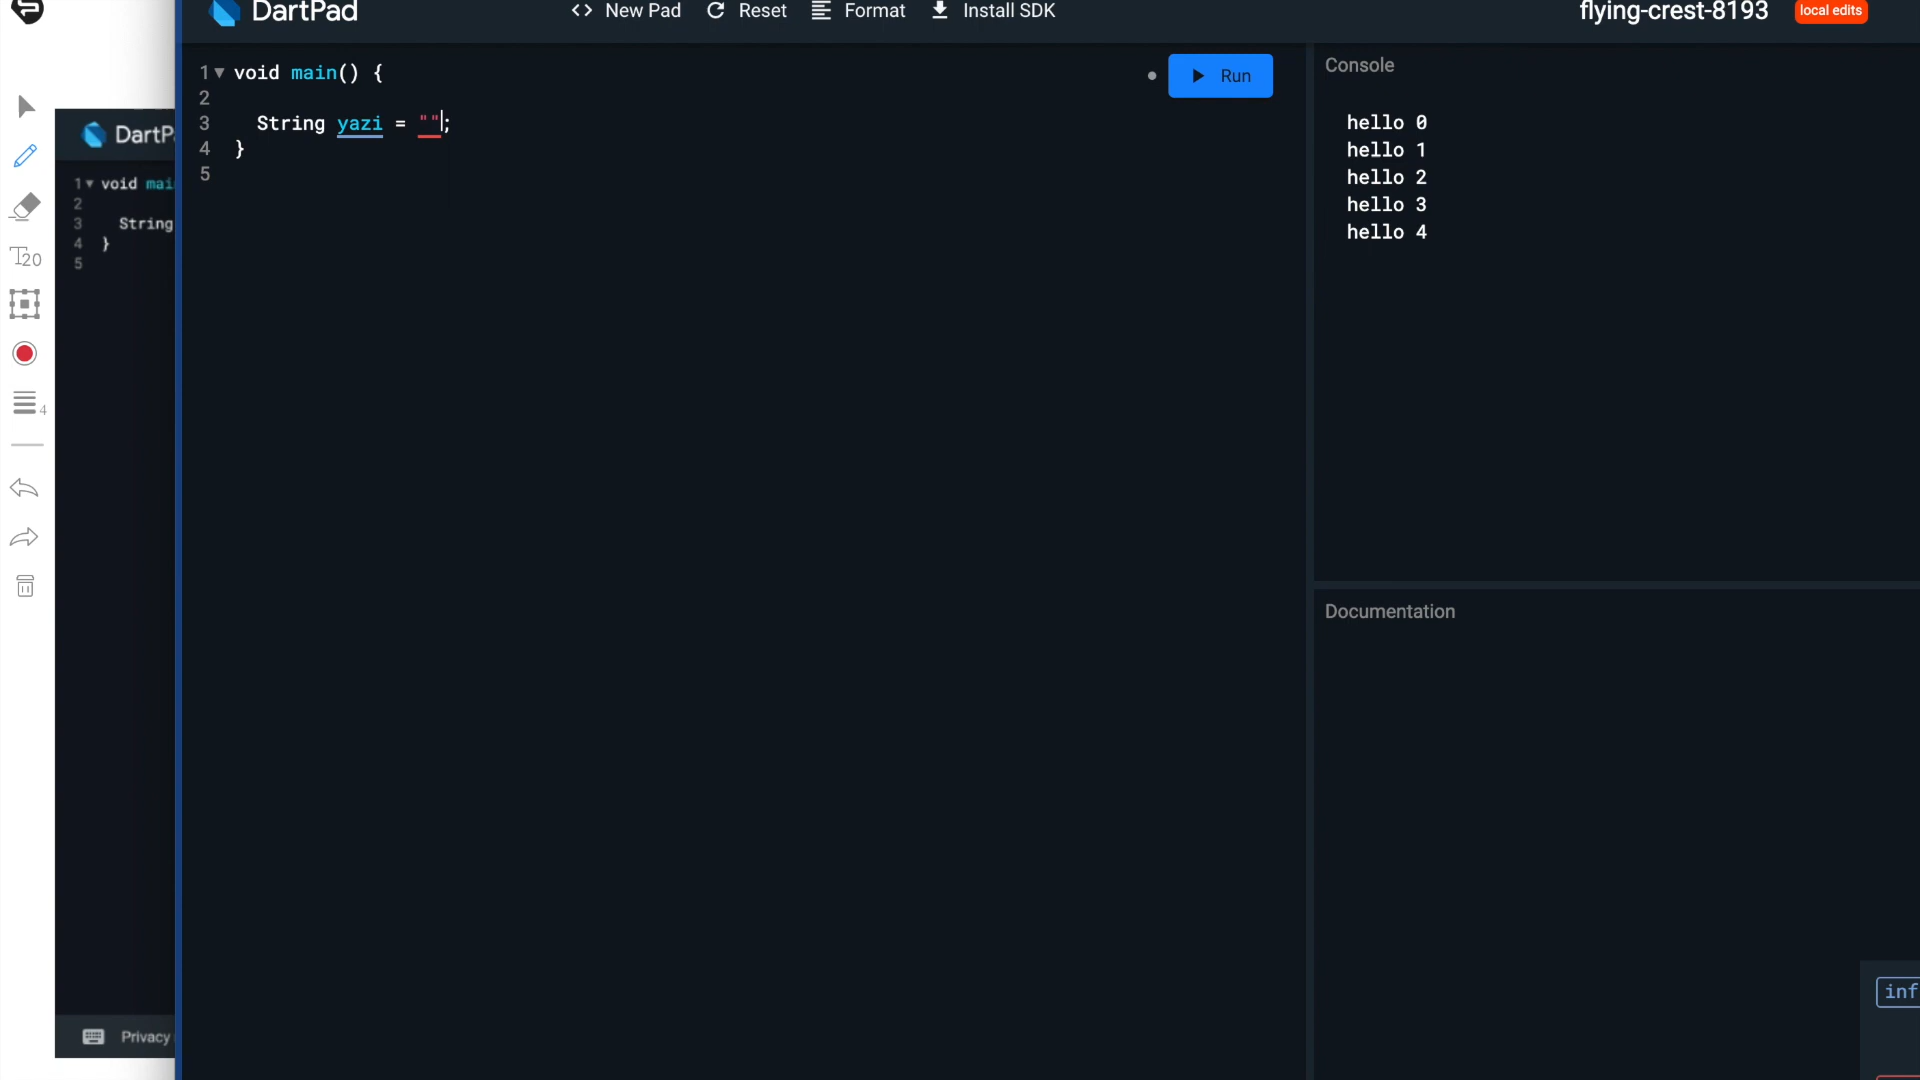 DartPad
<> New Pad
Reset
Format
Install SDK
flying-crest-8193
local edits
1 void main() {
2
3 String yazi = "";
4 }
5
Run
Console
hello 0
hello 1
hello 2
hello 3
hello 4
Documentation
inf
T20
4
DartP
1 void mai
2
3 String
4 }
5
Privacy